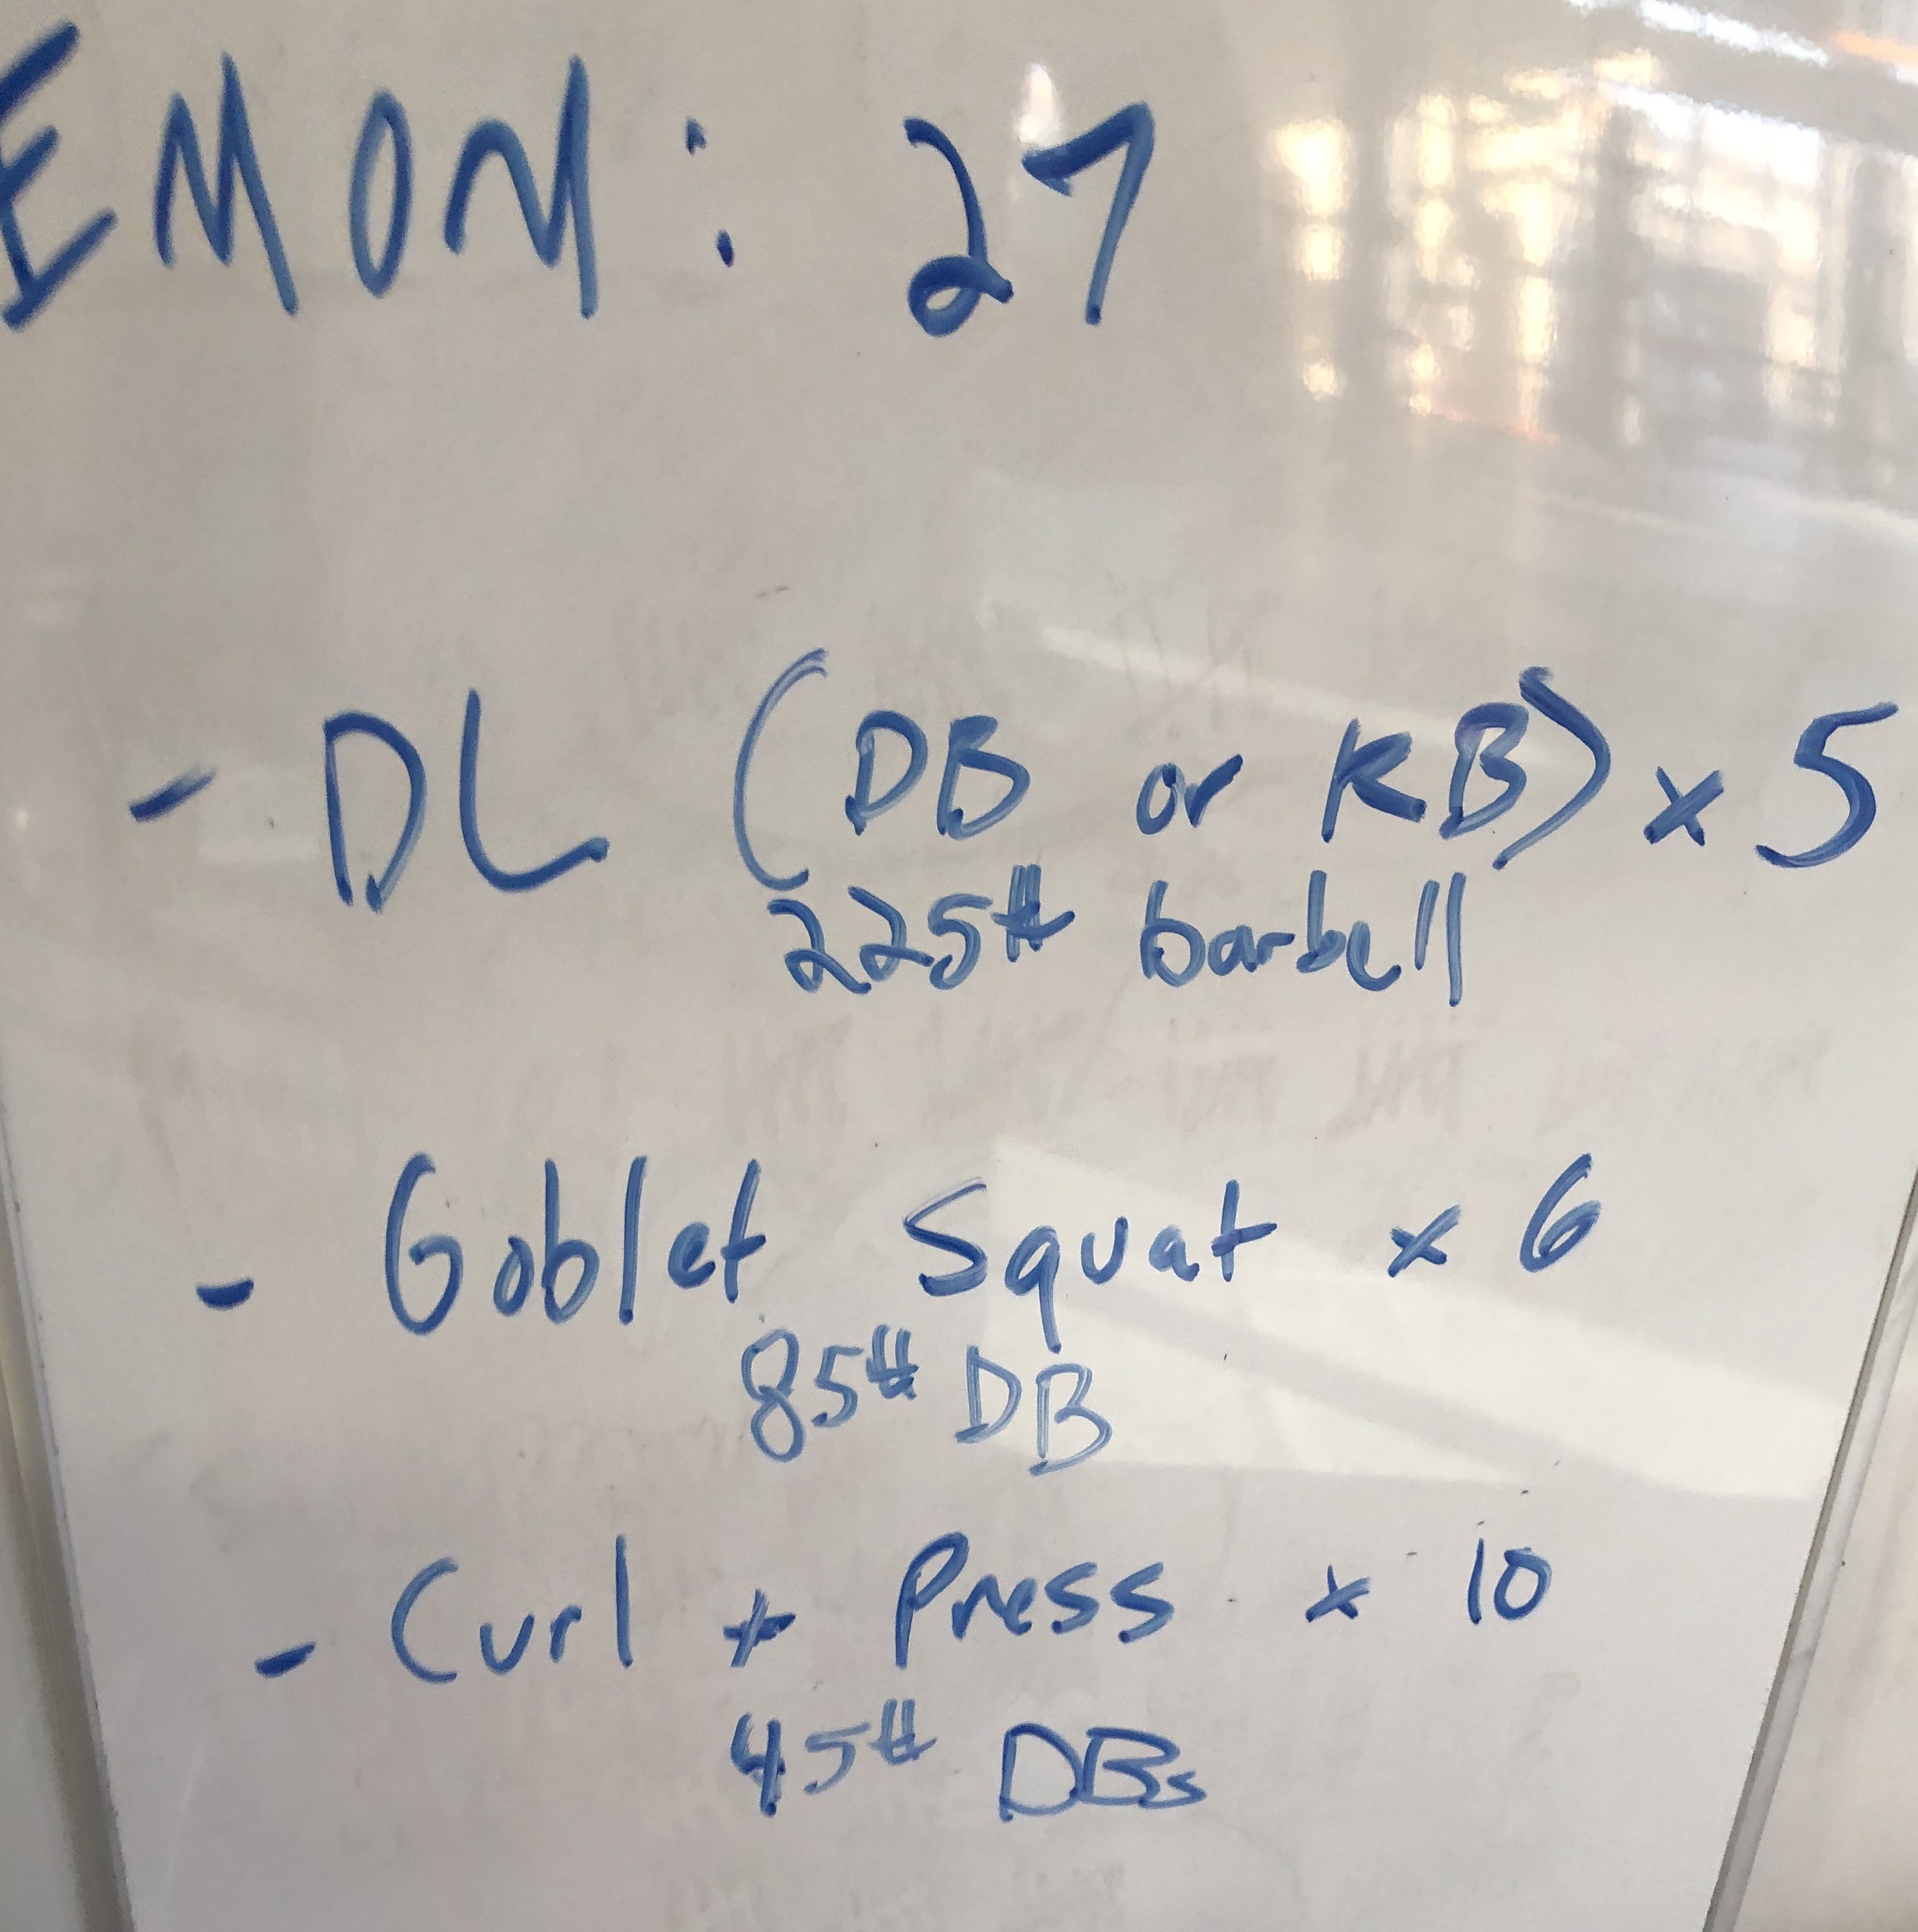 EMOM: 27
- DL (DB or KB) x 5
225# barbell
- Goblet Squat x 6
85# DB
- Curl + Press x 10
45# DBs